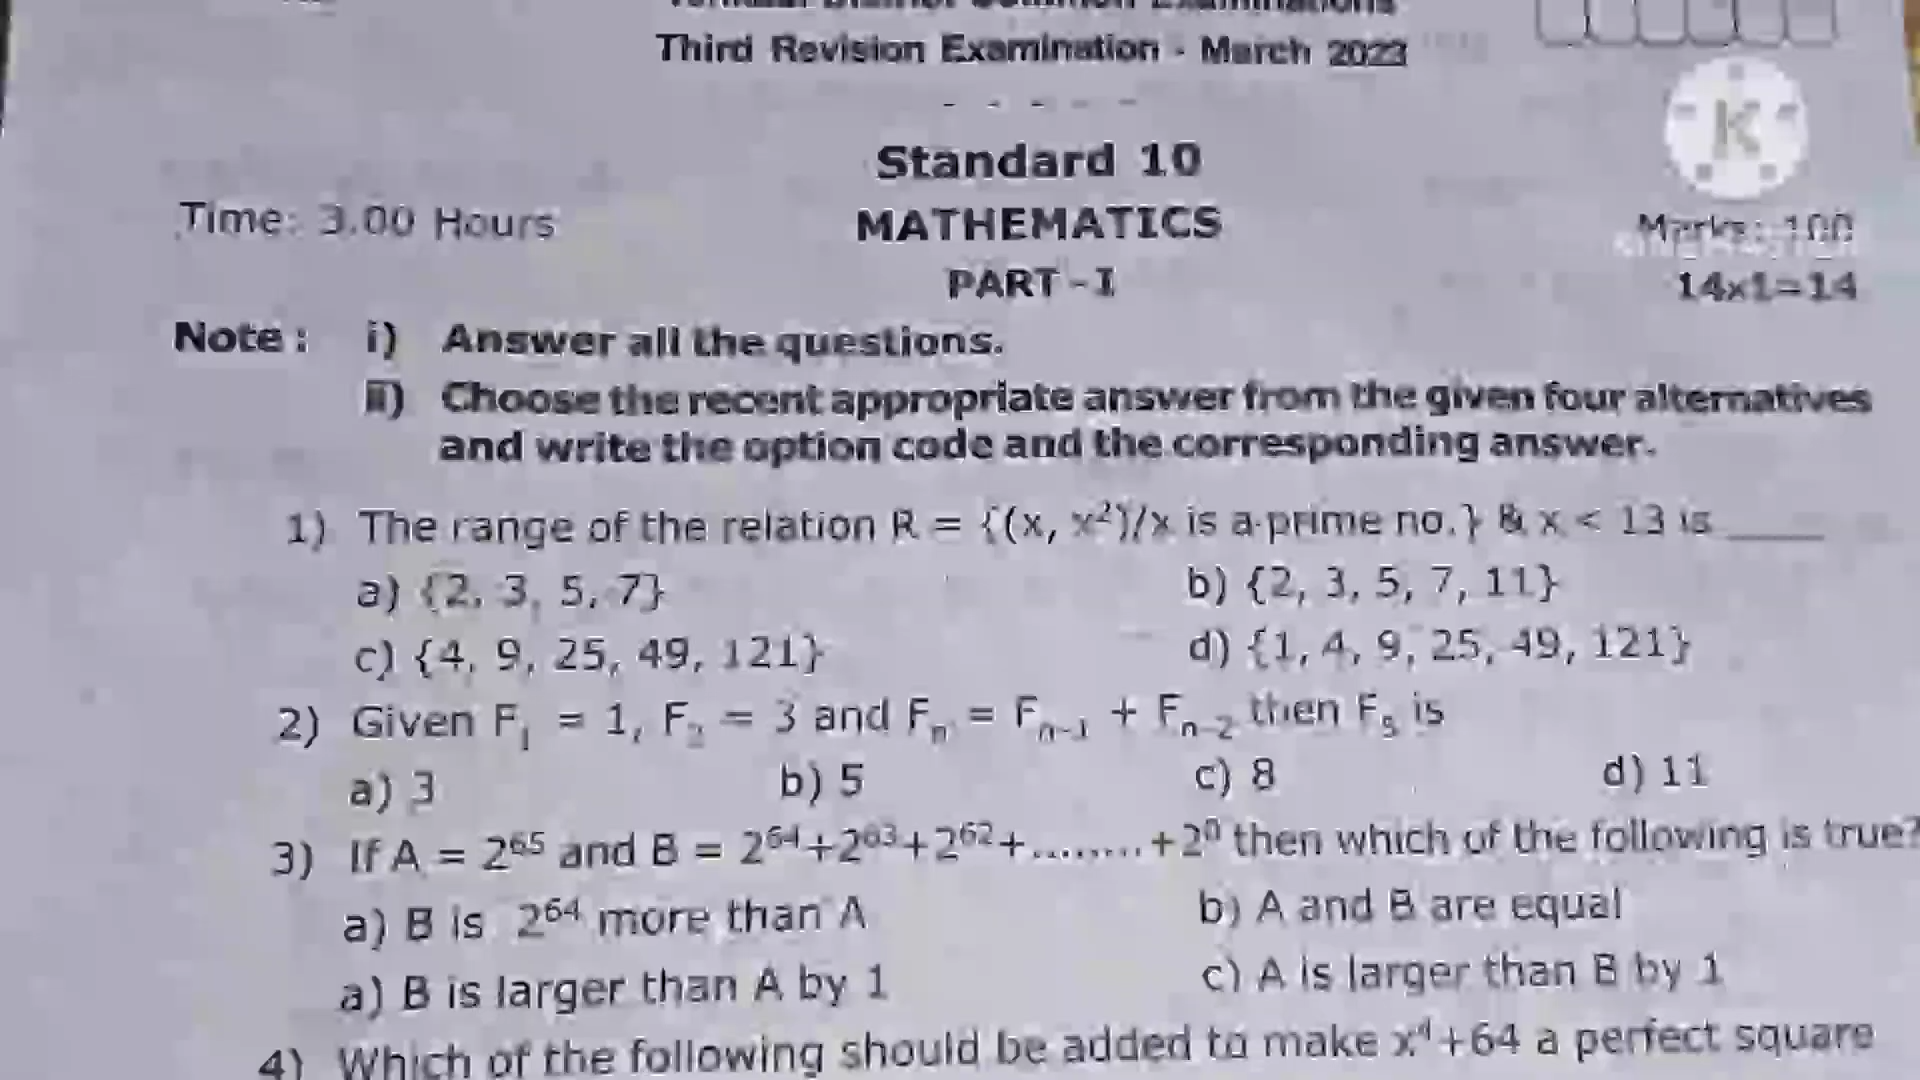 District Common Examinations
Third Revision Examination - March 2023
Standard 10
Time: 3.00 Hours MATHEMATICS Marks: 100
PART - I 14x1=14
Note : i) Answer all the questions.
ii) Choose the recent appropriate answer from the given four alternatives
and write the option code and the corresponding answer.
1) The range of the relation R = {(x, x²)/x is a prime no.} & x < 13 is ____
a) {2, 3, 5, 7} b) {2, 3, 5, 7, 11}
c) {4, 9, 25, 49, 121} d) {1, 4, 9, 25, 49, 121}
2) Given F₁ = 1, F₂ = 3 and Fₙ = Fₙ₋₁ + Fₙ₋₂ then F₅ is
a) 3 b) 5 c) 8 d) 11
3) If A = 2⁶⁵ and B = 2⁶⁴+2⁶³+2⁶²+........+2⁰ then which of the following is true?
a) B is 2⁶⁴ more than A b) A and B are equal
a) B is larger than A by 1 c) A is larger than B by 1
4) Which of the following should be added to make x⁴+64 a perfect square
K